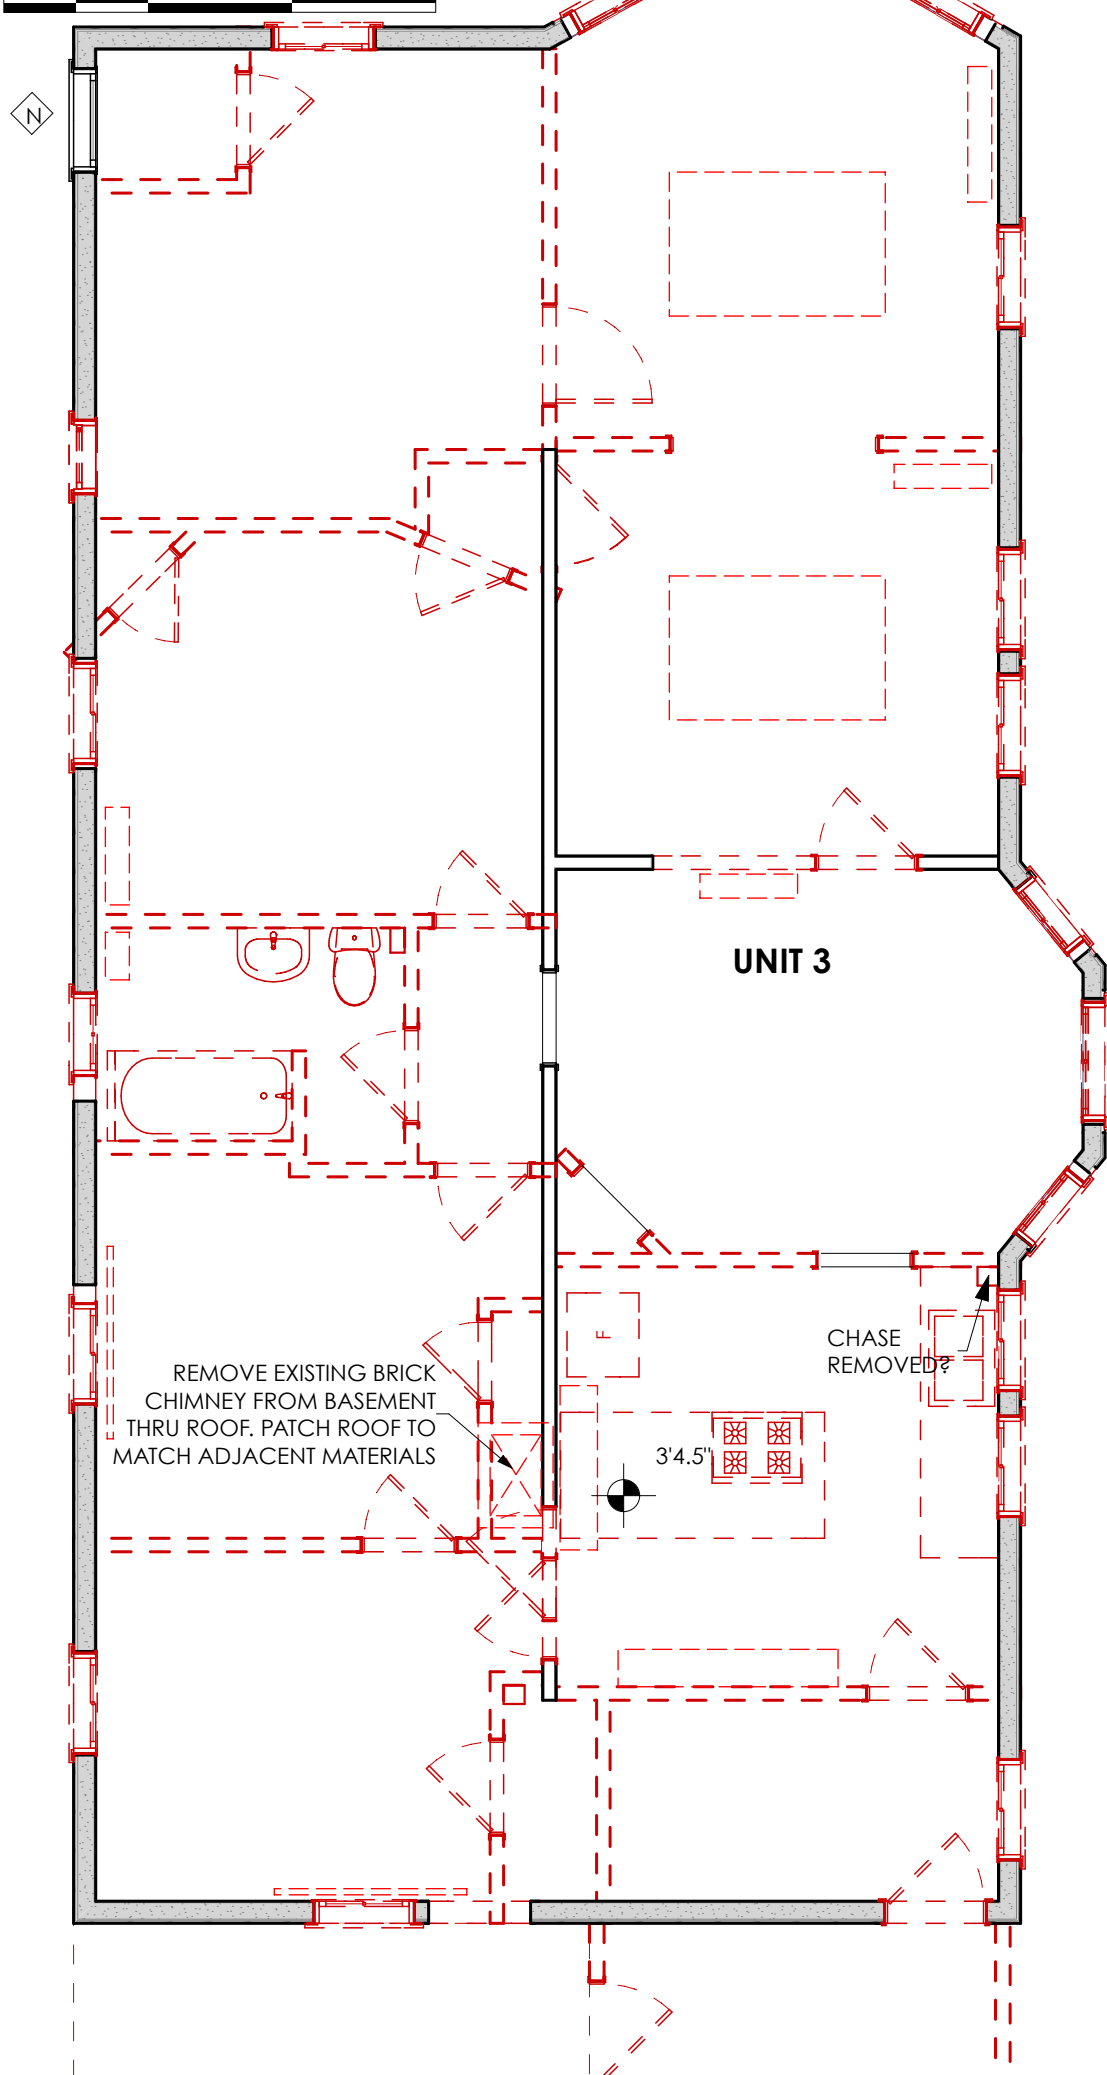 N
UNIT 3
CHASE
REMOVED?
REMOVE EXISTING BRICK
CHIMNEY FROM BASEMENT
THRU ROOF. PATCH ROOF TO
MATCH ADJACENT MATERIALS
F
3'4.5"